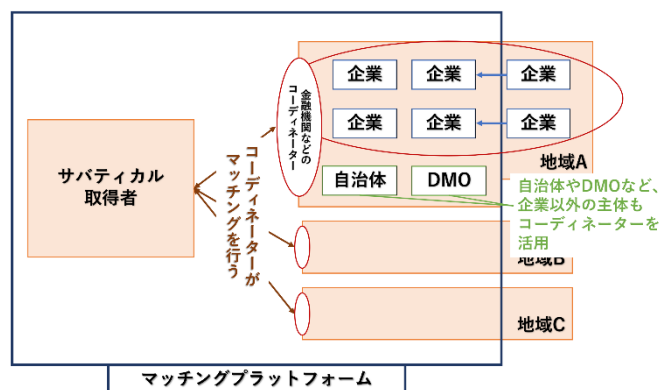 サバティカル
取得者
コーディネーターが
マッチングを行う
金融機関などの
コーディネーター
企業
企業
企業
企業
企業
企業
地域A
自治体
DMO
自治体やDMOなど、
企業以外の主体も
コーディネーターを
活用
地域B
地域C
マッチングプラットフォーム